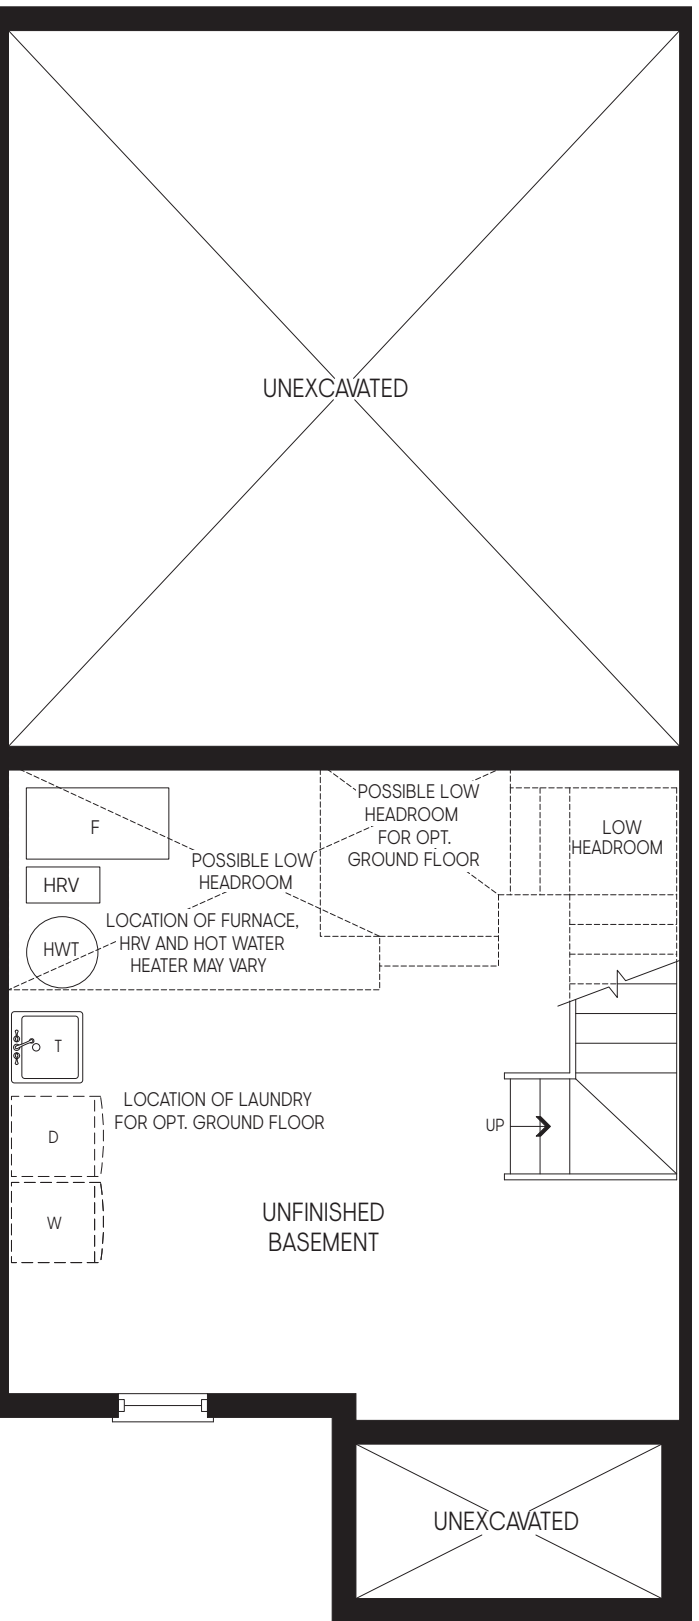 UNEXCAVATED
POSSIBLE LOW
HEADROOM
FOR OPT.
GROUND FLOOR
LOW
HEADROOM
F
POSSIBLE LOW
HEADROOM
HRV
LOCATION OF FURNACE,
HRV AND HOT WATER
HEATER MAY VARY
HWT
T
LOCATION OF LAUNDRY
FOR OPT. GROUND FLOOR
D
UP
W
UNFINISHED
BASEMENT
UNEXCAVATED